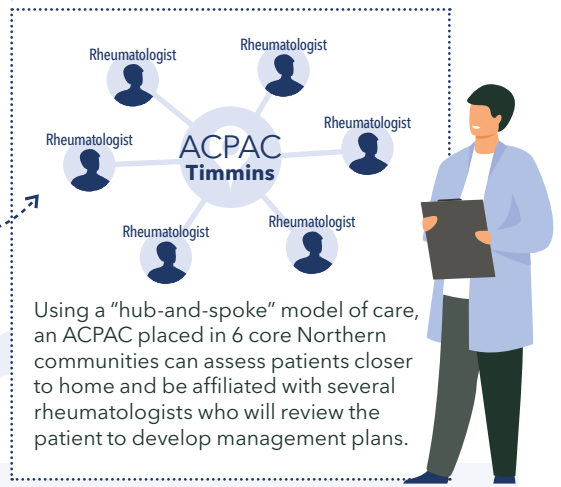 Rheumatologist
Rheumatologist
Rheumatologist
Rheumatologist
ACPAC
Timmins
Rheumatologist
Rheumatologist
Using a “hub-and-spoke” model of care,
an ACPAC placed in 6 core Northern
communities can assess patients closer
to home and be affiliated with several
rheumatologists who will review the
patient to develop management plans.